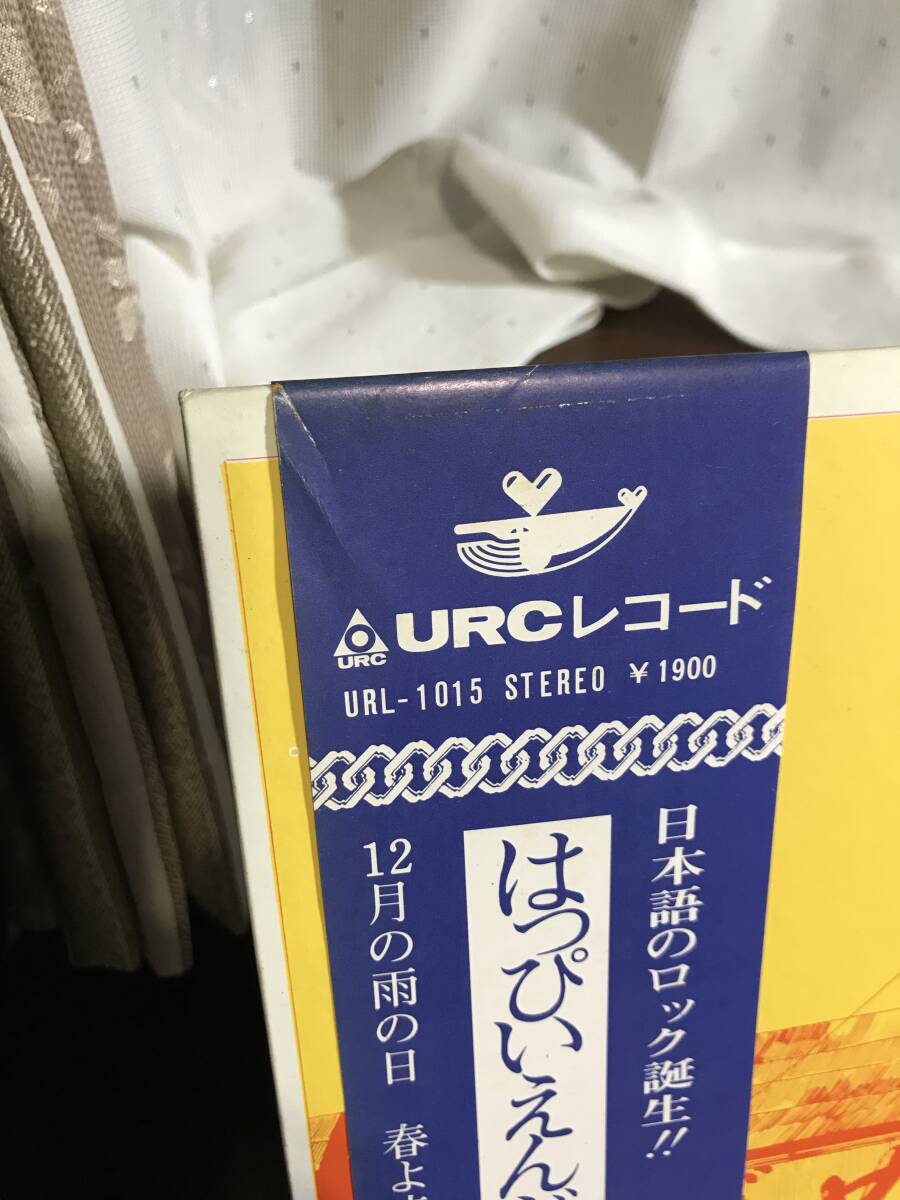 URC
URCレコード
URL-1015 STEREO ¥1900
日本語のロック誕生!!
はっぴいえん
12月の雨の日 春よ